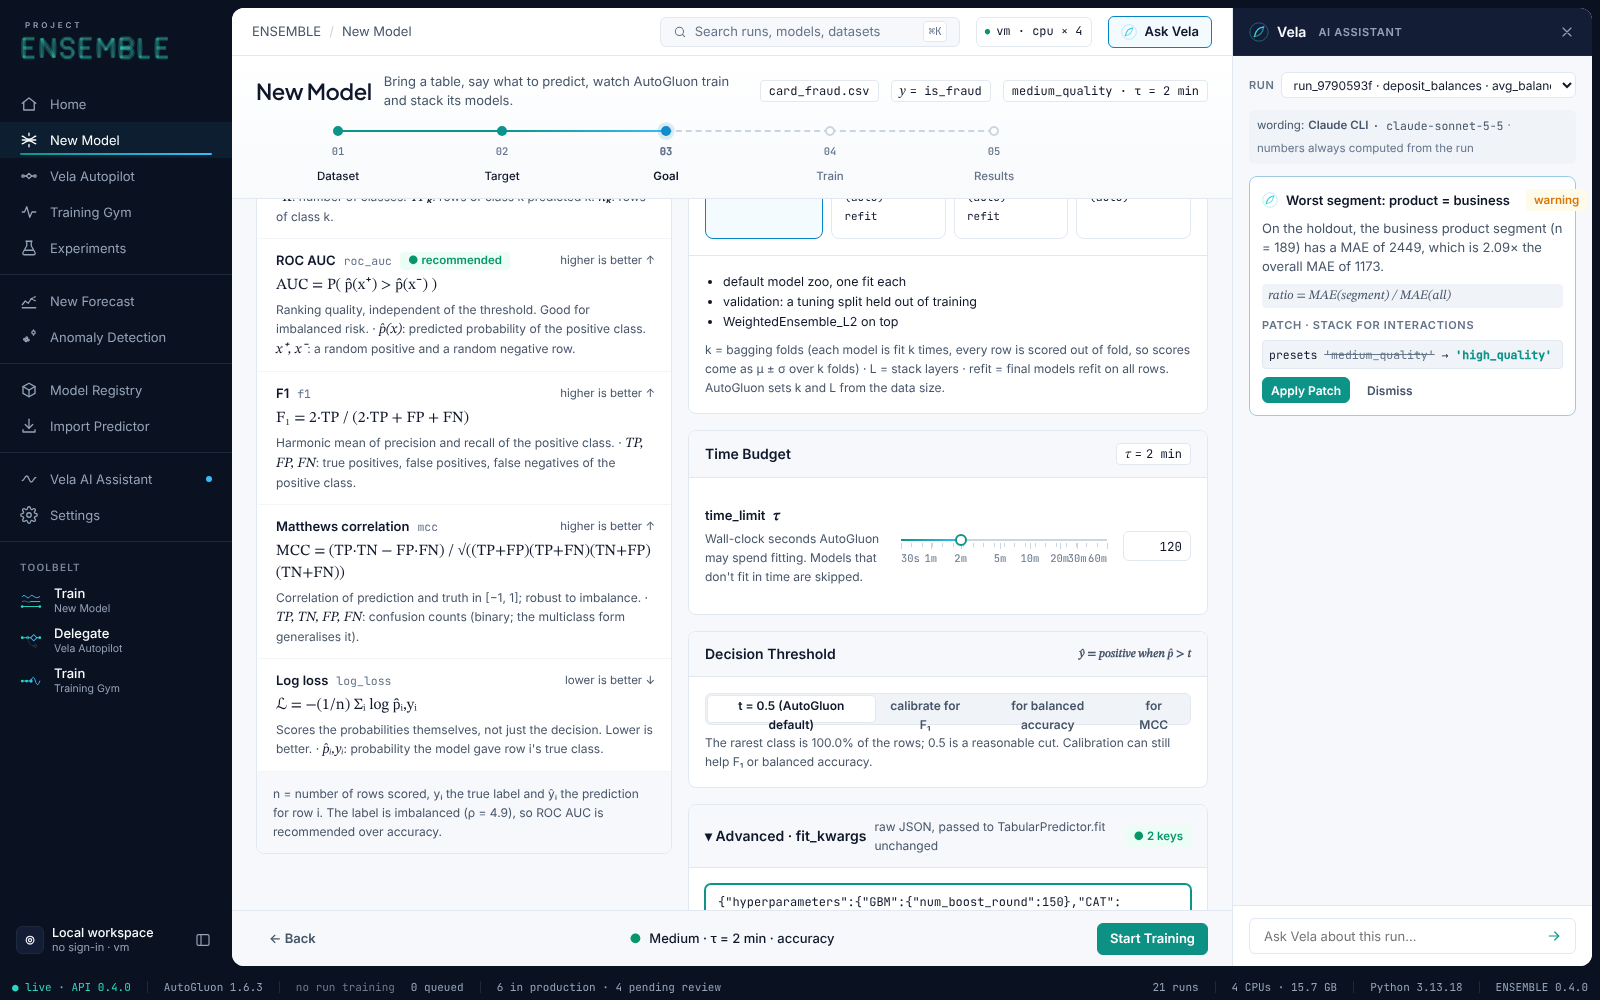 PROJECT
ENSEMBLE
Home
New Model
Vela Autopilot
Training Gym
Experiments
New Forecast
Anomaly Detection
Model Registry
Import Predictor
Vela AI Assistant
Settings
TOOLBELT
Train
New Model
Delegate
Vela Autopilot
Train
Training Gym
Local workspace
no sign-in · vm
ENSEMBLE / New Model
Search runs, models, datasets ⌘K
vm · cpu × 4
Ask Vela
New Model
Bring a table, say what to predict, watch AutoGluon train
and stack its models.
card_fraud.csv
y = is_fraud
medium_quality · τ = 2 min
01 02 03 04 05
Dataset Target Goal Train Results
of class k.
ROC AUC roc_auc ● recommended higher is better ↑
AUC = P( p̂(x⁺) > p̂(x⁻) )
Ranking quality, independent of the threshold. Good for
imbalanced risk. · p̂(x): predicted probability of the positive class.
x⁺, x⁻: a random positive and a random negative row.
F1 f1 higher is better ↑
F₁ = 2·TP / (2·TP + FP + FN)
Harmonic mean of precision and recall of the positive class. · TP,
FP, FN: true positives, false positives, false negatives of the
positive class.
Matthews correlation mcc higher is better ↑
MCC = (TP·TN − FP·FN) / √((TP+FP)(TP+FN)(TN+FP)
(TN+FN))
Correlation of prediction and truth in [−1, 1]; robust to imbalance. ·
TP, TN, FP, FN: confusion counts (binary; the multiclass form
generalises it).
Log loss log_loss lower is better ↓
ℒ = −(1/n) Σᵢ log p̂ᵢ,yᵢ
Scores the probabilities themselves, not just the decision. Lower is
better. · p̂ᵢ,yᵢ: probability the model gave row i's true class.
n = number of rows scored, yᵢ the true label and ŷᵢ the prediction
for row i. The label is imbalanced (ρ = 4.9), so ROC AUC is
recommended over accuracy.
refit refit
default model zoo, one fit each
validation: a tuning split held out of training
WeightedEnsemble_L2 on top
k = bagging folds (each model is fit k times, every row is scored out of fold, so scores
come as μ ± σ over k folds) · L = stack layers · refit = final models refit on all rows.
AutoGluon sets k and L from the data size.
Time Budget τ = 2 min
time_limit τ
Wall-clock seconds AutoGluon
may spend fitting. Models that
don't fit in time are skipped.
30s 1m 2m 5m 10m 20m30m60m
120
Decision Threshold ŷ = positive when p̂ > t
t = 0.5 (AutoGluon
default)
calibrate for
F₁
for balanced
accuracy
for
MCC
The rarest class is 100.0% of the rows; 0.5 is a reasonable cut. Calibration can still
help F₁ or balanced accuracy.
▾ Advanced · fit_kwargs
raw JSON, passed to TabularPredictor.fit
unchanged
● 2 keys
{"hyperparameters":{"GBM":{"num_boost_round":150},"CAT":
← Back
Medium · τ = 2 min · accuracy
Start Training
Vela AI ASSISTANT
RUN run_9790593f · deposit_balances · avg_balanc
wording: Claude CLI · claude-sonnet-5-5 ·
numbers always computed from the run
Worst segment: product = business warning
On the holdout, the business product segment (n
= 189) has a MAE of 2449, which is 2.09× the
overall MAE of 1173.
ratio = MAE(segment) / MAE(all)
PATCH · STACK FOR INTERACTIONS
presets 'medium_quality' → 'high_quality'
Apply Patch Dismiss
Ask Vela about this run...
● live · API 0.4.0 AutoGluon 1.6.3 no run training 0 queued 6 in production · 4 pending review 21 runs 4 CPUs · 15.7 GB Python 3.13.18 ENSEMBLE 0.4.0